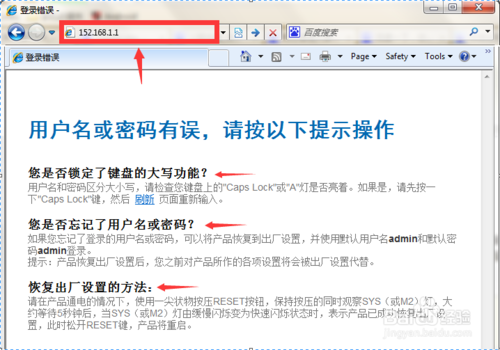 登录错误 -
152.168.1.1
百度搜索
登录错误
Page
Safety
Tools
用户名或密码有误，请按以下提示操作
您是否锁定了键盘的大写功能？
用户名和密码区分大小写，请检查您键盘上的"Caps Lock"或"A"灯是否亮着。如果是，请先按一
下"Caps Lock"键，然后 刷新 页面重新输入。
您是否忘记了用户名或密码？
如果您忘记了登录的用户名或密码，可以将产品恢复到出厂设置，并使用默认用户名admin和默认密
码admin登录。
提示：产品恢复出厂设置后，您之前对产品所作的各项设置将会被出厂设置代替。
恢复出厂设置的方法：
请在产品通电的情况下，使用一尖状物按压RESET按钮，保持按压的同时观察SYS（或M2）灯，大
约等待5秒钟后，当SYS（或M2）灯由缓慢闪烁变为快速闪烁状态时，表示产品已成功恢复出厂设
置，此时松开RESET键，产品将重启。